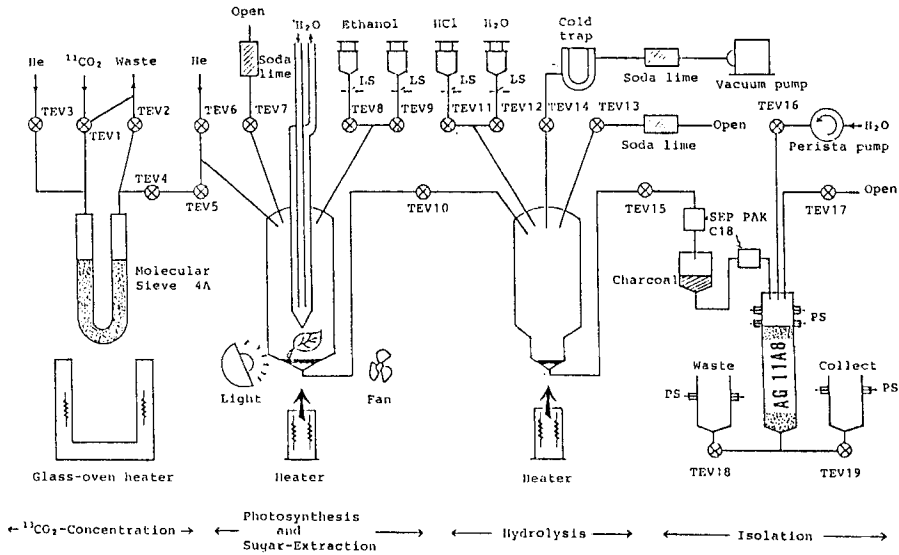 Open
H₂O
Ethanol
HCl
H₂O
Cold
trap
He
¹¹CO₂
Waste
He
Soda
lime
LS
LS
LS
LS
Soda lime
Vacuum pump
TEV3
TEV1
TEV2
TEV6
TEV7
TEV8
TEV9
TEV11
TEV12
TEV14
TEV13
TEV16
H₂O
Perista pump
Soda lime
Open
TEV4
TEV5
TEV10
TEV15
TEV17
Open
SEP PAK
C18
Molecular
Sieve 4A
Charcoal
PS
AG 11A8
Waste
Collect
PS
PS
Light
Fan
TEV18
TEV19
Glass-oven heater
Heater
Heater
¹¹CO₂-Concentration
Photosynthesis
and
Sugar-Extraction
Hydrolysis
Isolation